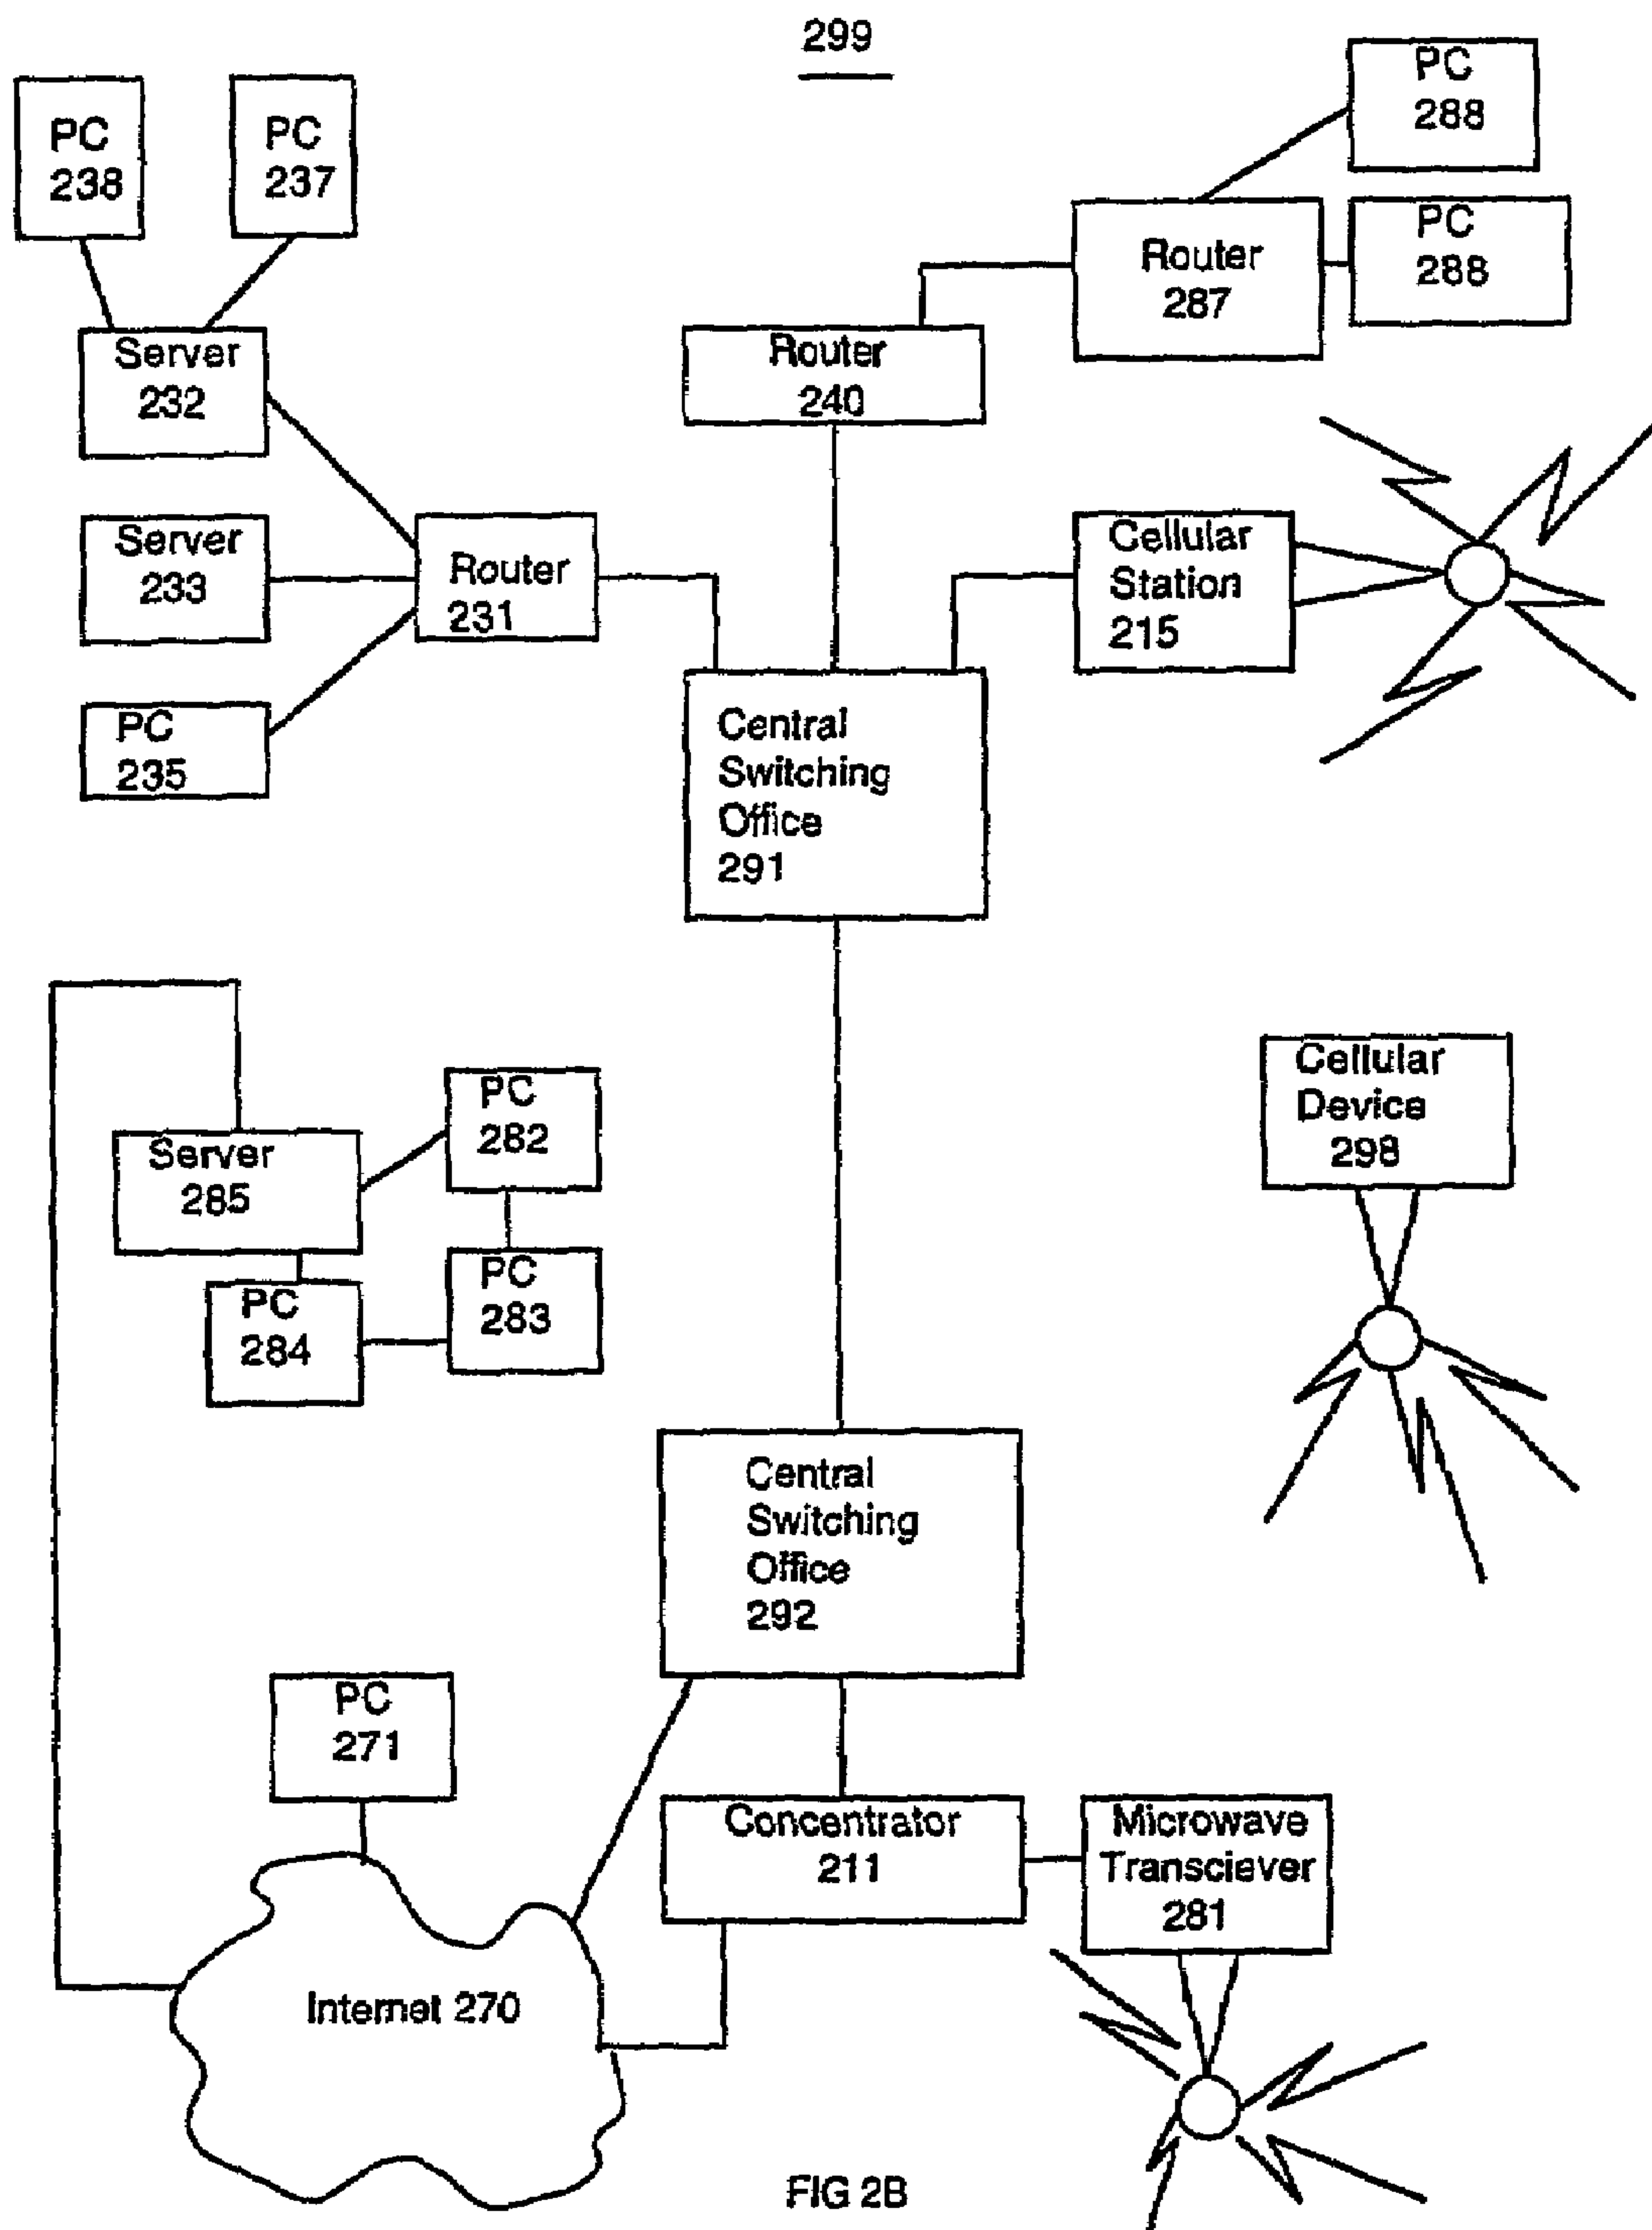 299
PC
288
PC
238
PC
237
PC
288
Router
287
Server
232
Router
240
Server
233
Router
231
Cellular
Station
215
PC
235
Central
Switching
Office
291
Cellular
Device
298
PC
282
Server
285
PC
283
PC
284
Central
Switching
Office
292
PC
271
Concentrator
211
Microwave
Transciever
281
Internet 270
FIG 2B